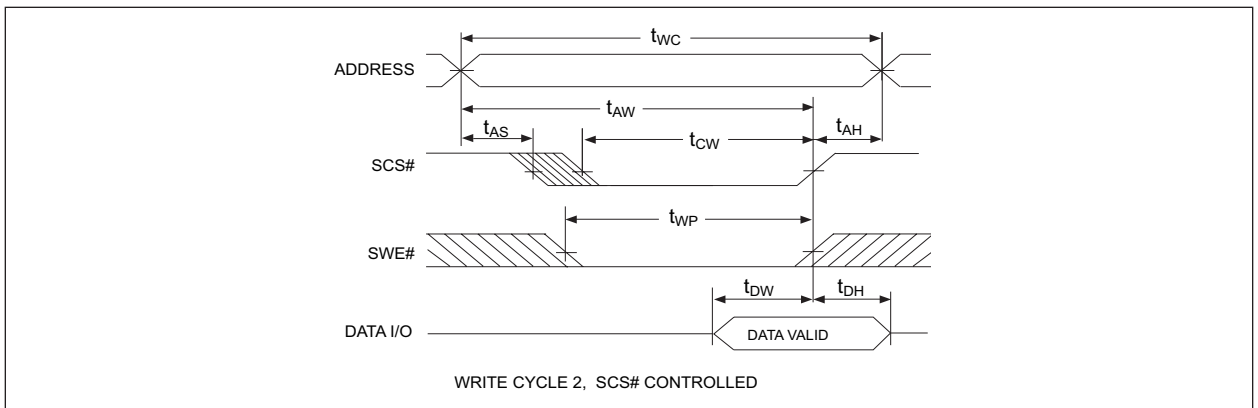 tWC
ADDRESS
tAW
tAS
tCW
tAH
SCS#
tWP
SWE#
tDW
tDH
DATA I/O
DATA VALID
WRITE CYCLE 2, SCS# CONTROLLED